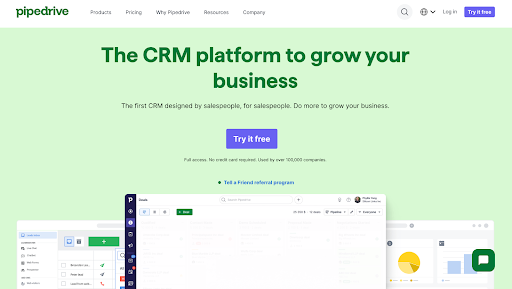 pipedrive
Products Pricing Why Pipedrive Resources Company
Log in
Try it free
The CRM platform to grow your
business
The first CRM designed by salespeople, for salespeople. Do more to grow your business.
Try it free
Full access. No credit card required. Used by over 100,000 companies.
Tell a Friend referral program
Deals
Search Pipedrive
Pipeline
Everyone